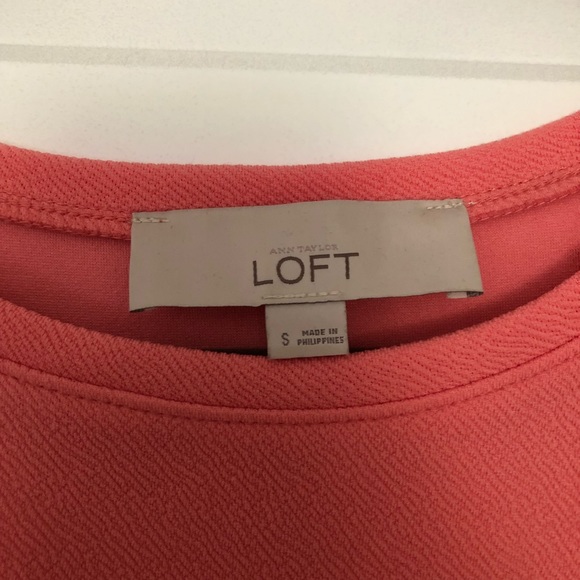 ANN TAYLOR
LOFT
S
MADE IN
PHILIPPINES